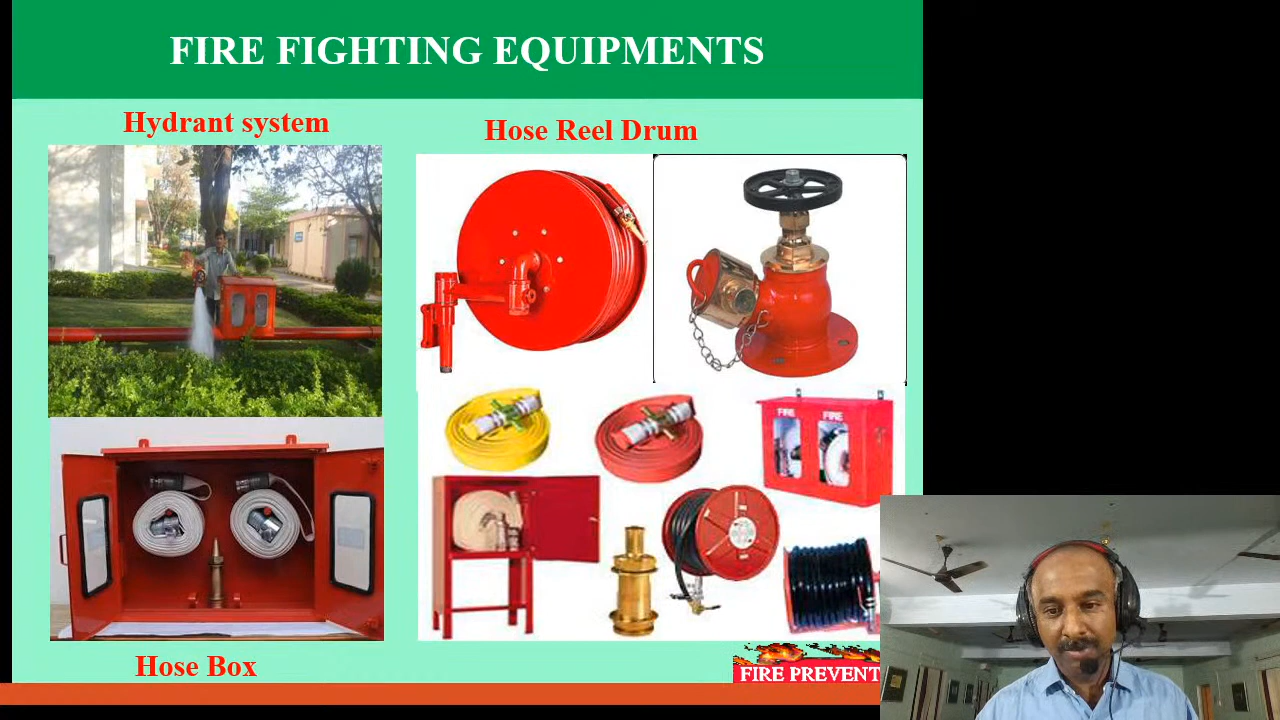 FIRE FIGHTING EQUIPMENTS
Hydrant system
Hose Reel Drum
FIRE
FIRE
Hose Box
FIRE PREVENT